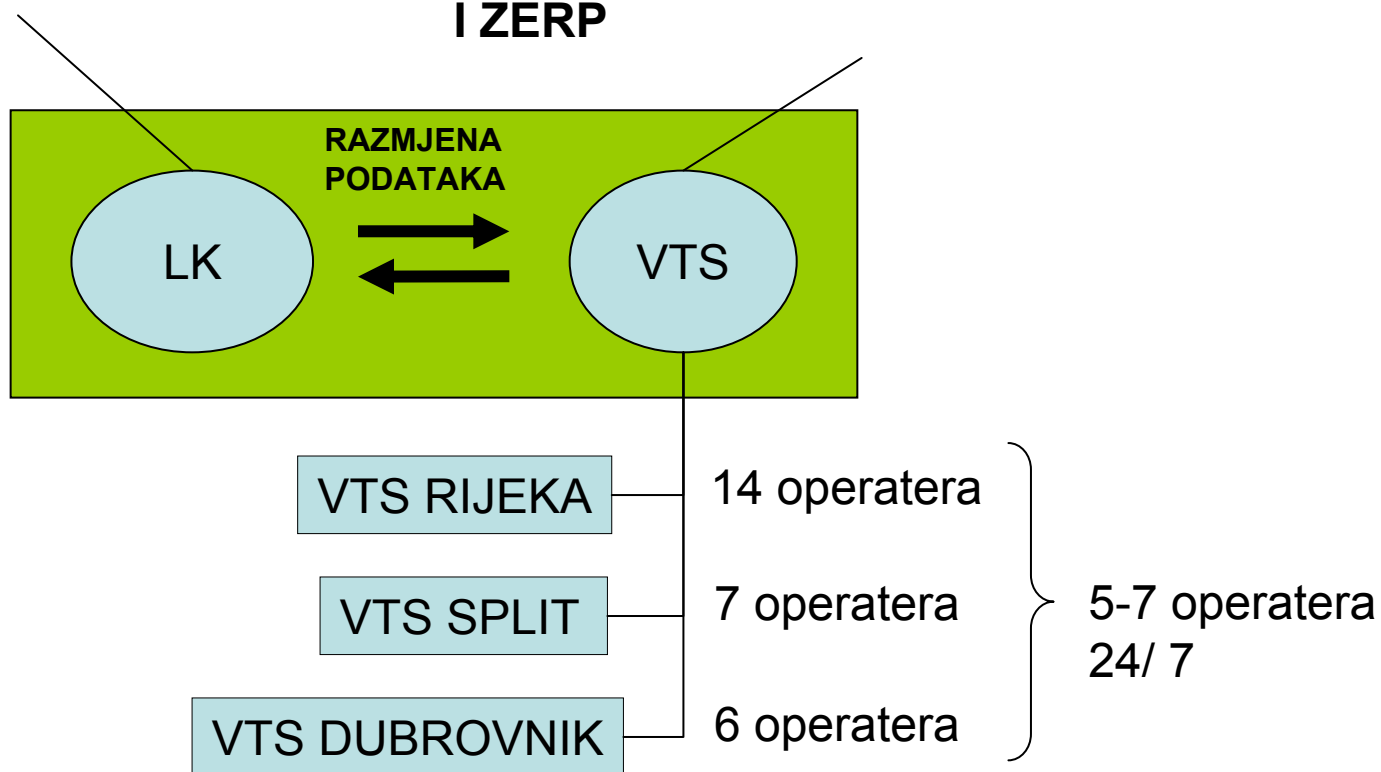 I ZERP
RAZMJENA
PODATAKA
LK
VTS
VTS RIJEKA
14 operatera
VTS SPLIT
7 operatera
5-7 operatera
24/ 7
VTS DUBROVNIK
6 operatera